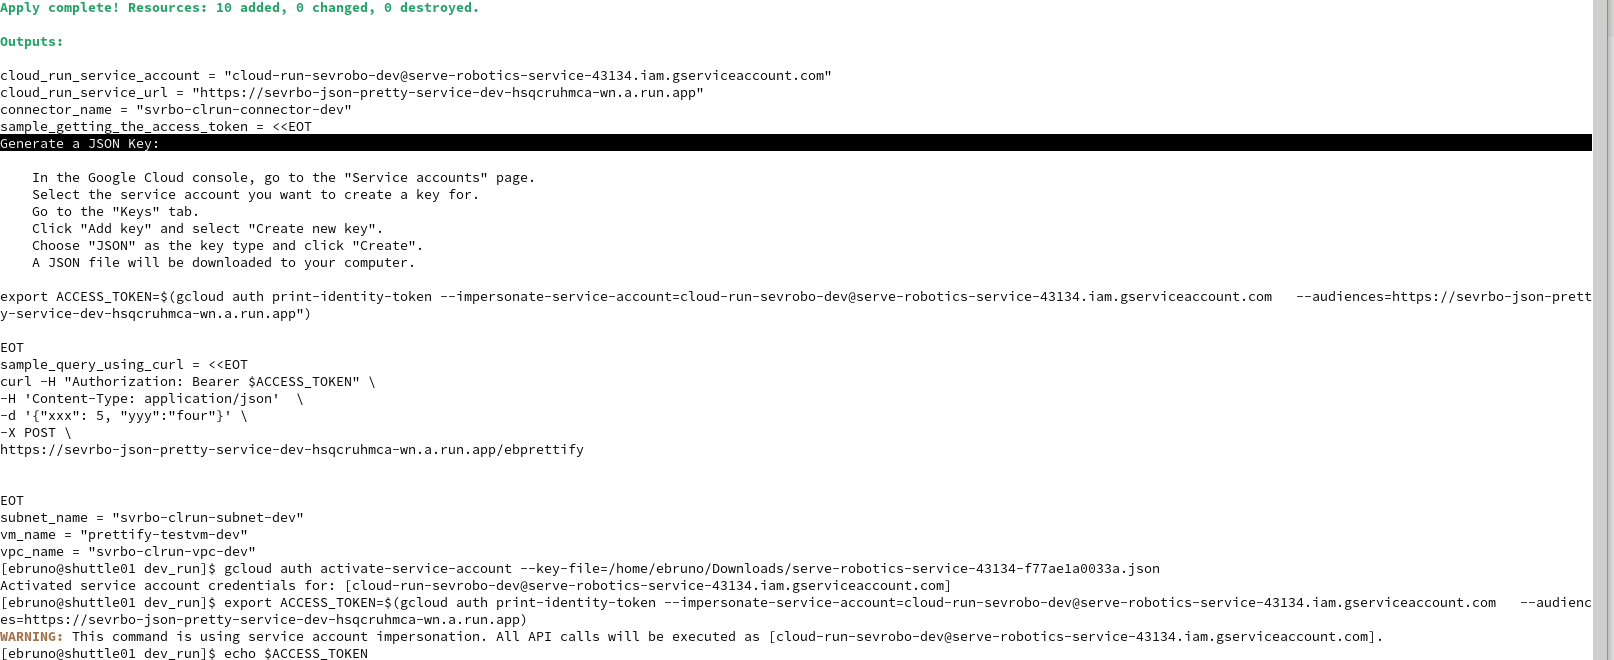 Apply complete! Resources: 10 added, 0 changed, 0 destroyed.
Outputs:
cloud_run_service_account = "cloud-run-sevrobo-dev@serve-robotics-service-43134.iam.gserviceaccount.com"
cloud_run_service_url = "https://sevrbo-json-pretty-service-dev-hsqcruhmca-wn.a.run.app"
connector_name = "svrbo-clrun-connector-dev"
sample_getting_the_access_token = <<EOT
Generate a JSON Key:
    In the Google Cloud console, go to the "Service accounts" page.
    Select the service account you want to create a key for.
    Go to the "Keys" tab.
    Click "Add key" and select "Create new key".
    Choose "JSON" as the key type and click "Create".
    A JSON file will be downloaded to your computer.
export ACCESS_TOKEN=$(gcloud auth print-identity-token --impersonate-service-account=cloud-run-sevrobo-dev@serve-robotics-service-43134.iam.gserviceaccount.com   --audiences=https://sevrbo-json-prett
y-service-dev-hsqcruhmca-wn.a.run.app")
EOT
sample_query_using_curl = <<EOT
curl -H "Authorization: Bearer $ACCESS_TOKEN" \
-H 'Content-Type: application/json'  \
-d '{"xxx": 5, "yyy":"four"}' \
-X POST \
https://sevrbo-json-pretty-service-dev-hsqcruhmca-wn.a.run.app/ebprettify
EOT
subnet_name = "svrbo-clrun-subnet-dev"
vm_name = "prettify-testvm-dev"
vpc_name = "svrbo-clrun-vpc-dev"
[ebruno@shuttle01 dev_run]$ gcloud auth activate-service-account --key-file=/home/ebruno/Downloads/serve-robotics-service-43134-f77ae1a0033a.json
Activated service account credentials for: [cloud-run-sevrobo-dev@serve-robotics-service-43134.iam.gserviceaccount.com]
[ebruno@shuttle01 dev_run]$ export ACCESS_TOKEN=$(gcloud auth print-identity-token --impersonate-service-account=cloud-run-sevrobo-dev@serve-robotics-service-43134.iam.gserviceaccount.com   --audienc
es=https://sevrbo-json-pretty-service-dev-hsqcruhmca-wn.a.run.app)
WARNING: This command is using service account impersonation. All API calls will be executed as [cloud-run-sevrobo-dev@serve-robotics-service-43134.iam.gserviceaccount.com].
[ebruno@shuttle01 dev_run]$ echo $ACCESS_TOKEN